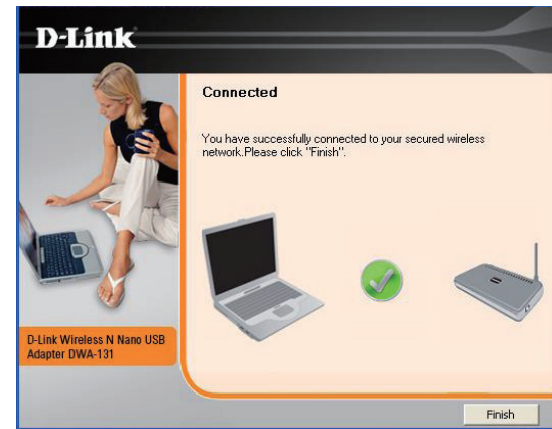 D-Link
Connected
You have successfully connected to your secured wireless
network.Please click "Finish".
D-Link Wireless N Nano USB
Adapter DWA-131
Finish